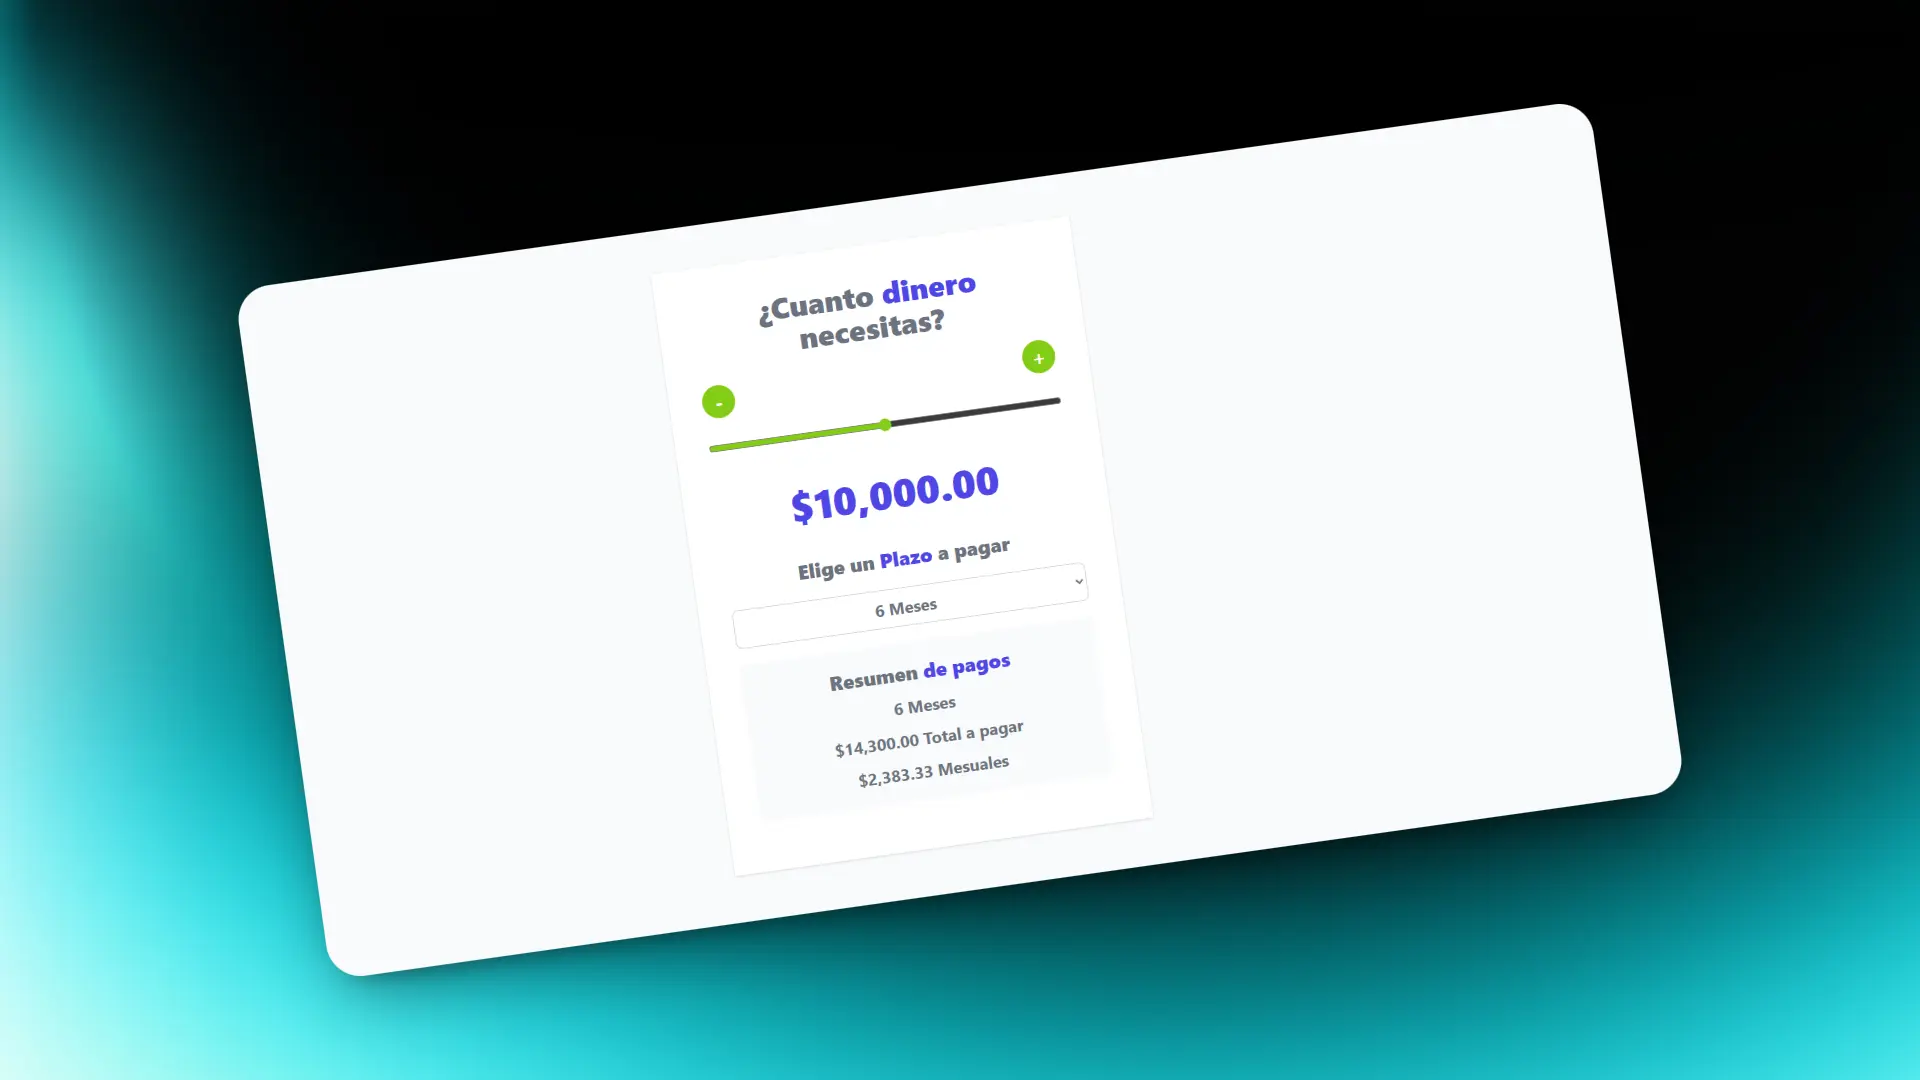 ¿Cuanto dinero
necesitas?
- +
$10,000.00
Elige un Plazo a pagar
6 Meses
Resumen de pagos
6 Meses
$14,300.00 Total a pagar
$2,383.33 Mesuales